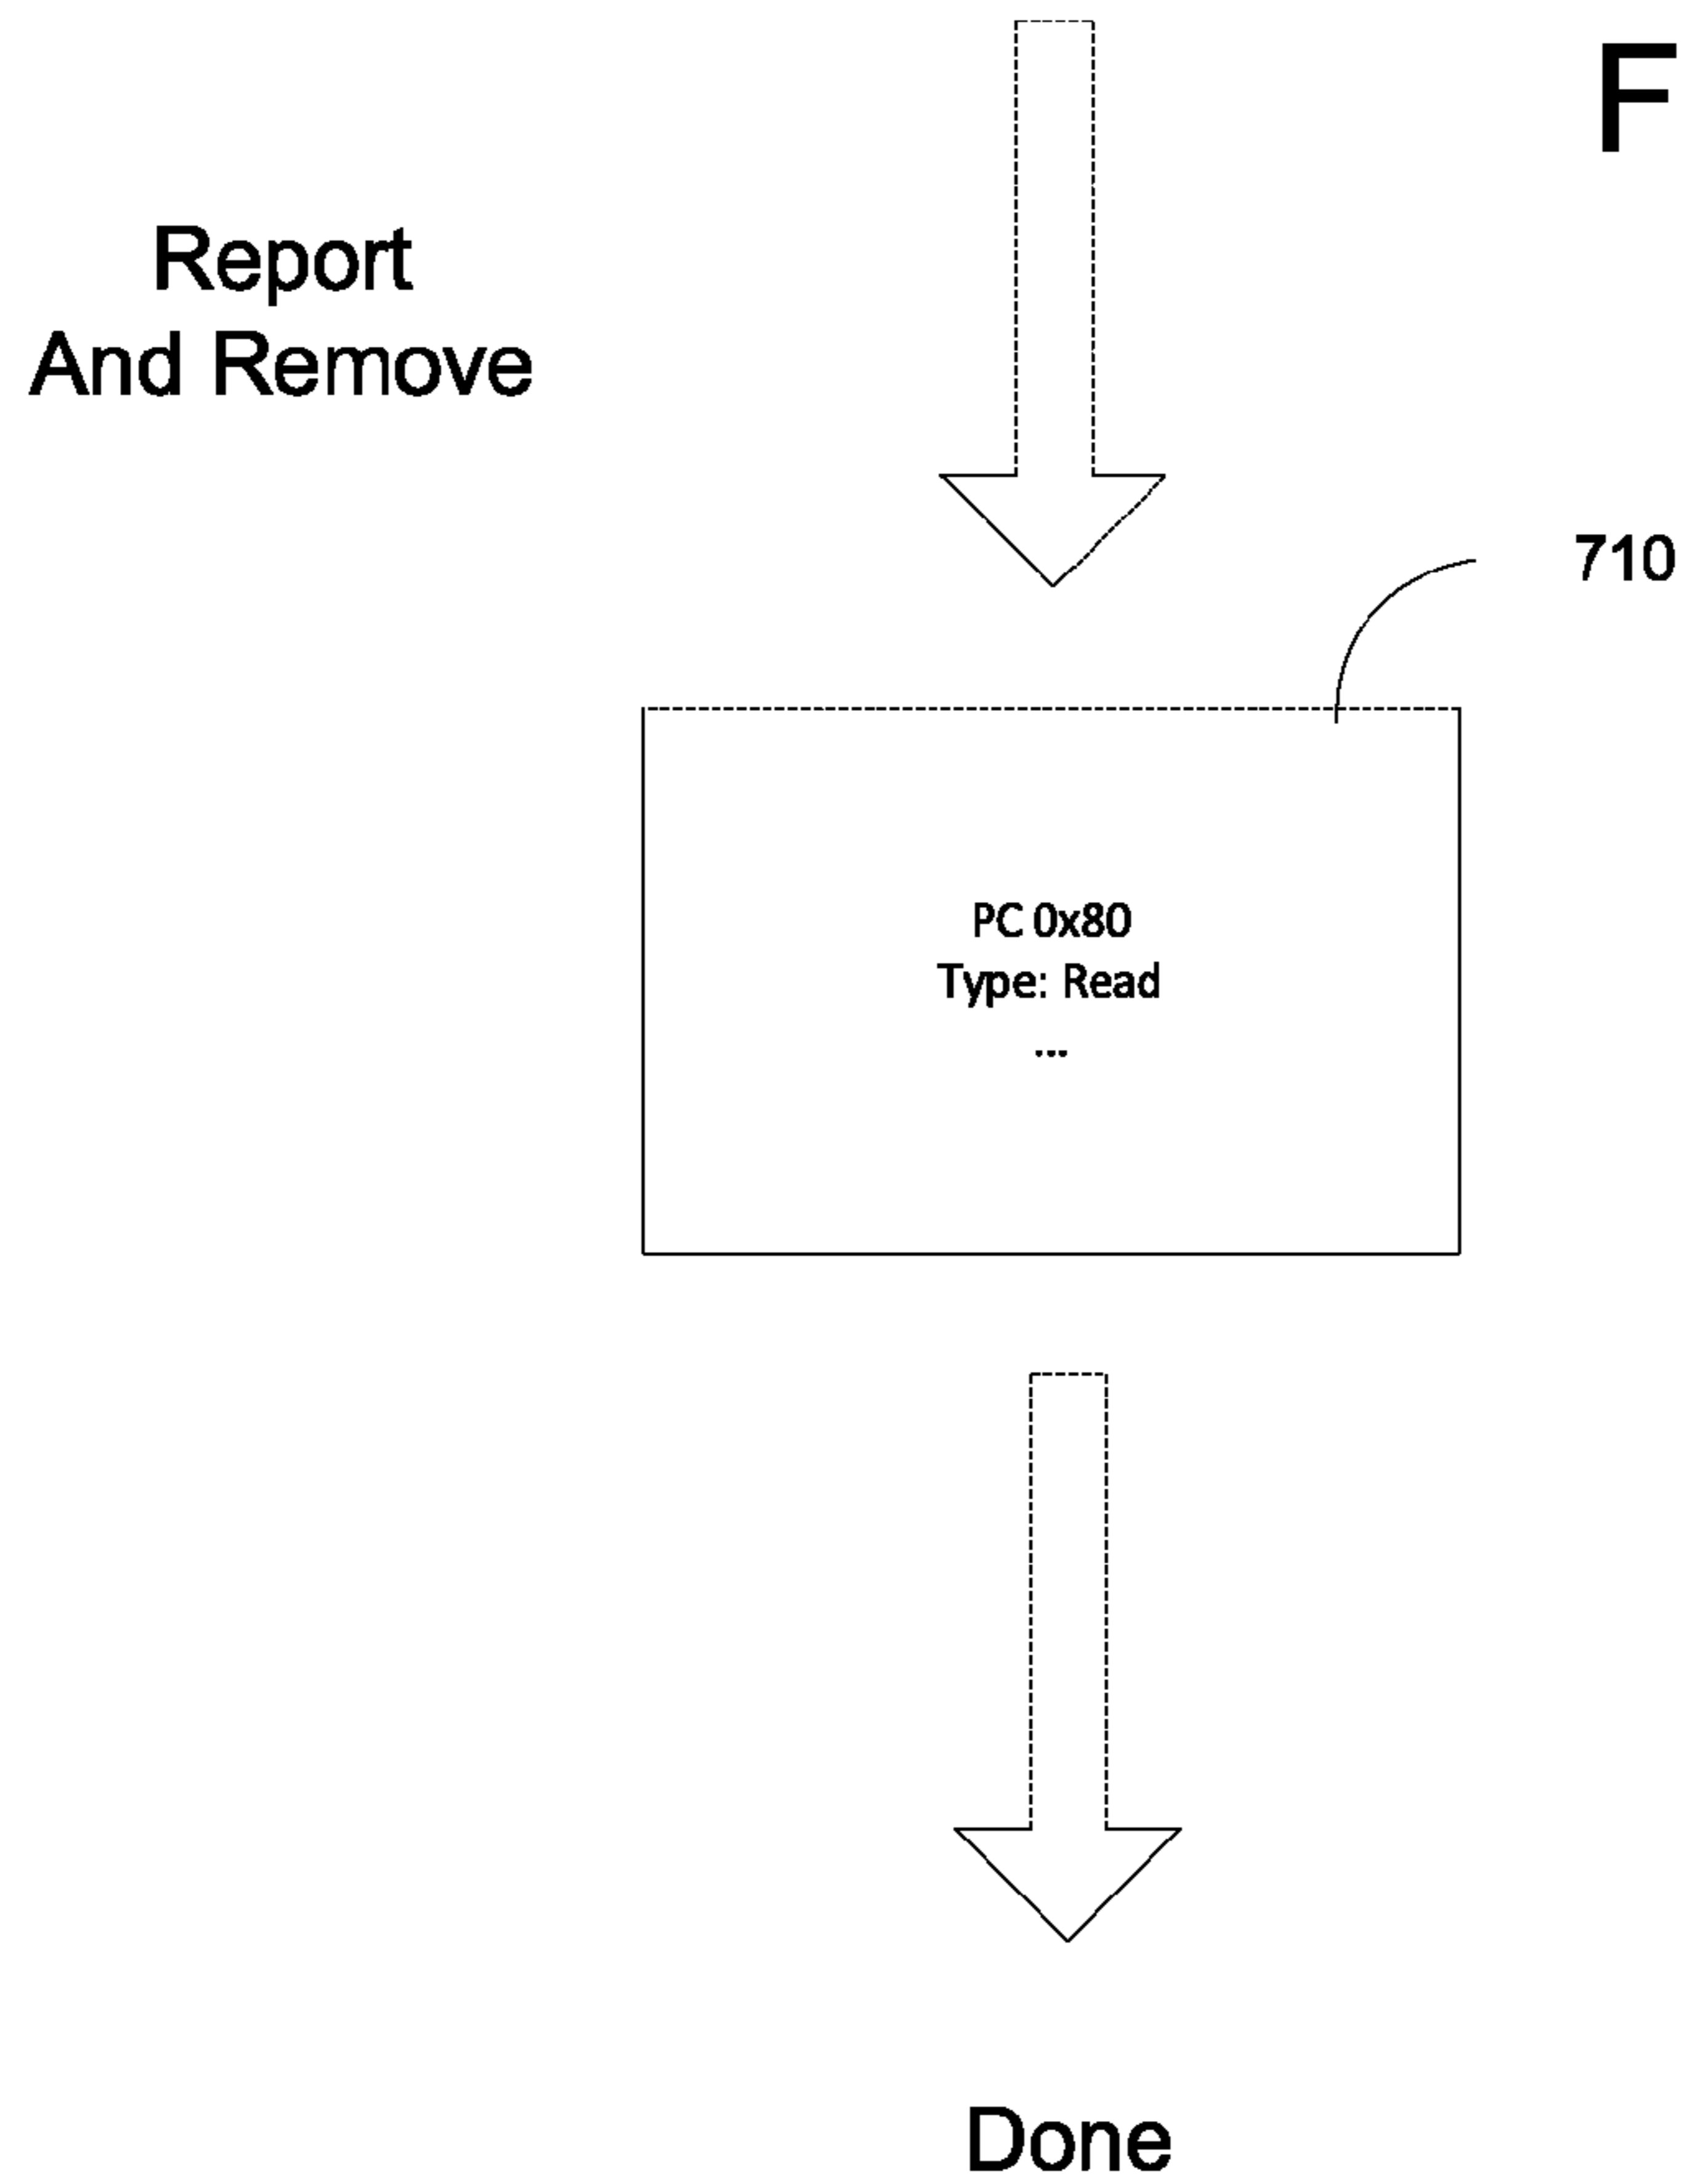 F
Report
And Remove
710
PC 0x80
Type: Read
...
Done